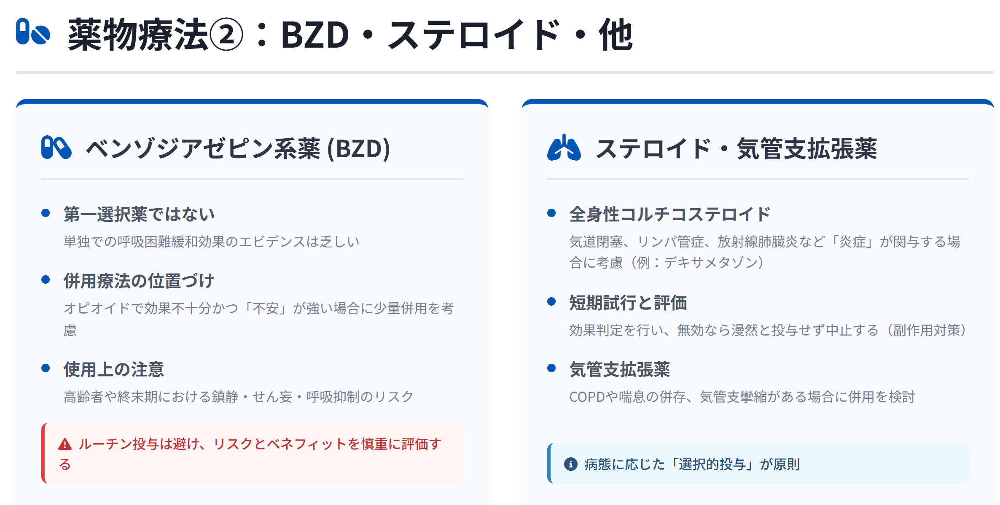 薬物療法②：BZD・ステロイド・他
ベンゾジアゼピン系薬 (BZD)
第一選択薬ではない
単独での呼吸困難緩和効果のエビデンスは乏しい
併用療法の位置づけ
オピオイドで効果不十分かつ「不安」が強い場合に少量併用を考
慮
使用上の注意
高齢者や終末期における鎮静・せん妄・呼吸抑制のリスク
ルーチン投与は避け、リスクとベネフィットを慎重に評価す
る
ステロイド・気管支拡張薬
全身性コルチコステロイド
気道閉塞、リンパ管症、放射線肺臓炎など「炎症」が関与する場
合に考慮（例：デキサメタゾン）
短期試行と評価
効果判定を行い、無効なら漫然と投与せず中止する（副作用対策）
気管支拡張薬
COPDや喘息の併存、気管支攣縮がある場合に併用を検討
病態に応じた「選択的投与」が原則